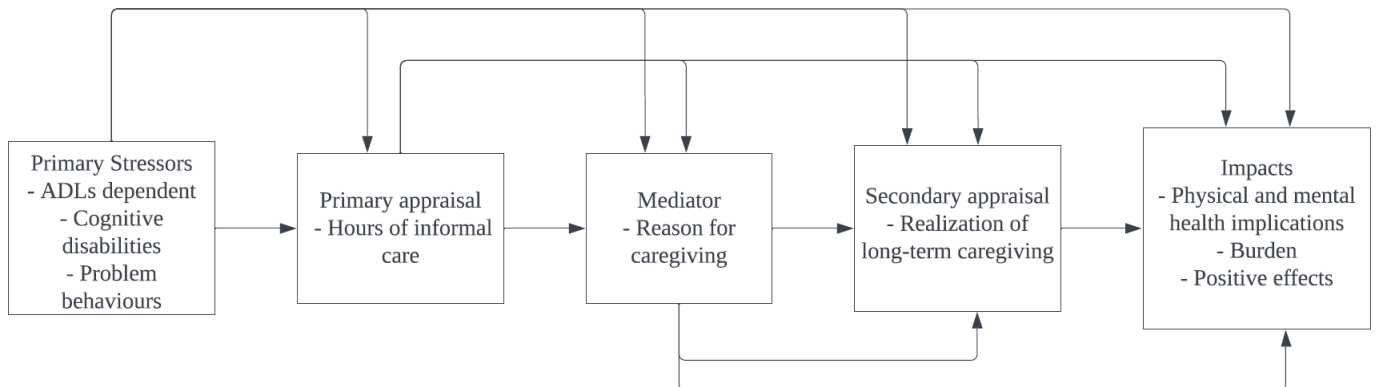 Primary Stressors
- ADLs dependent
- Cognitive
disabilities
- Problem
behaviours
Primary appraisal
- Hours of informal
care
Mediator
- Reason for
caregiving
Secondary appraisal
- Realization of
long-term caregiving
Impacts
- Physical and mental
health implications
- Burden
- Positive effects